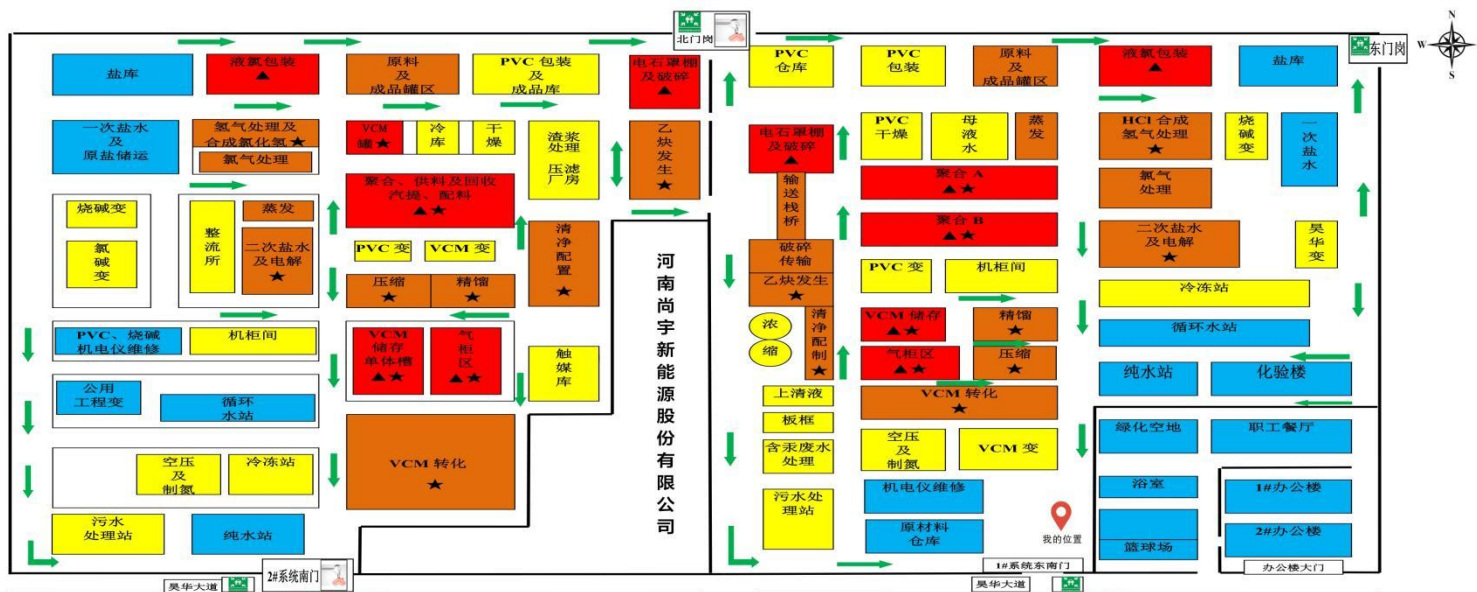 北门岗
东门岗
N
W
S
盐库
液氯包装
▲
原料
及
成品罐区
PVC 包装
及
成品库
电石罩棚
及破碎
▲
一次盐水
及
原盐储运
氢气处理及
合成氯化氢★
氯气处理
VCM
罐★
冷
库
干
燥
渣浆
处理
压滤
厂房
乙
炔
发
生
★
聚合、供料及回收
汽提、配料
▲★
烧碱变
氯
碱
变
整
流
所
蒸发
二次盐水
及电解
★
PVC 变
VCM 变
清
净
配
置
★
压缩
★
精馏
★
PVC、烧碱
机电仪维修
机柜间
VCM
储存
单体槽
▲★
气
柜
区
▲★
触
媒
库
公用
工程变
循环
水站
空压
及
制氮
冷冻站
VCM 转化
★
污水
处理站
纯水站
2#系统南门
昊华大道
河南尚宇新能源股份有限公司
PVC
仓库
PVC
包装
原料
及
成品罐区
液氯包装
▲
盐库
电石罩棚
及破碎
▲
PVC
干燥
母
液
水
蒸
发
HCl 合成
氢气处理
★
烧
碱
变
一
次
盐
水
输
送
栈
桥
聚合 A
▲★
氯气
处理
聚合 B
▲★
二次盐水
及电解
★
昊
华
变
破碎
传输
乙炔发生
★
PVC 变
机柜间
冷冻站
浓
缩
清
净
配
制
★
VCM 储存
▲★
精馏
★
循环水站
气柜区
▲★
压缩
★
纯水站
化验楼
上清液
VCM 转化
★
板框
绿化空地
职工餐厅
含汞废水
处理
空压
及
制氮
VCM 变
污水处
理站
机电仪维修
浴室
1#办公楼
原材料
仓库
我的位置
篮球场
2#办公楼
1#系统东南门
办公楼大门
昊华大道